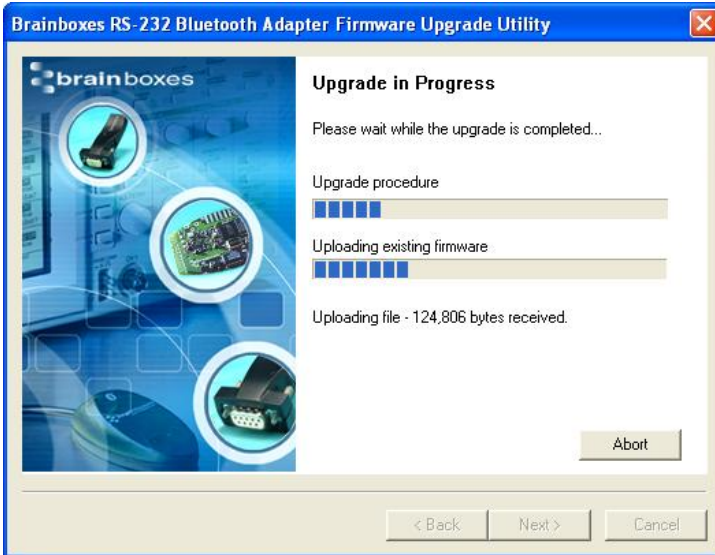 Brainboxes RS-232 Bluetooth Adapter Firmware Upgrade Utility
brainboxes
Upgrade in Progress
Please wait while the upgrade is completed...
Upgrade procedure
Uploading existing firmware
Uploading file - 124,806 bytes received.
Abort
< Back
Next >
Cancel